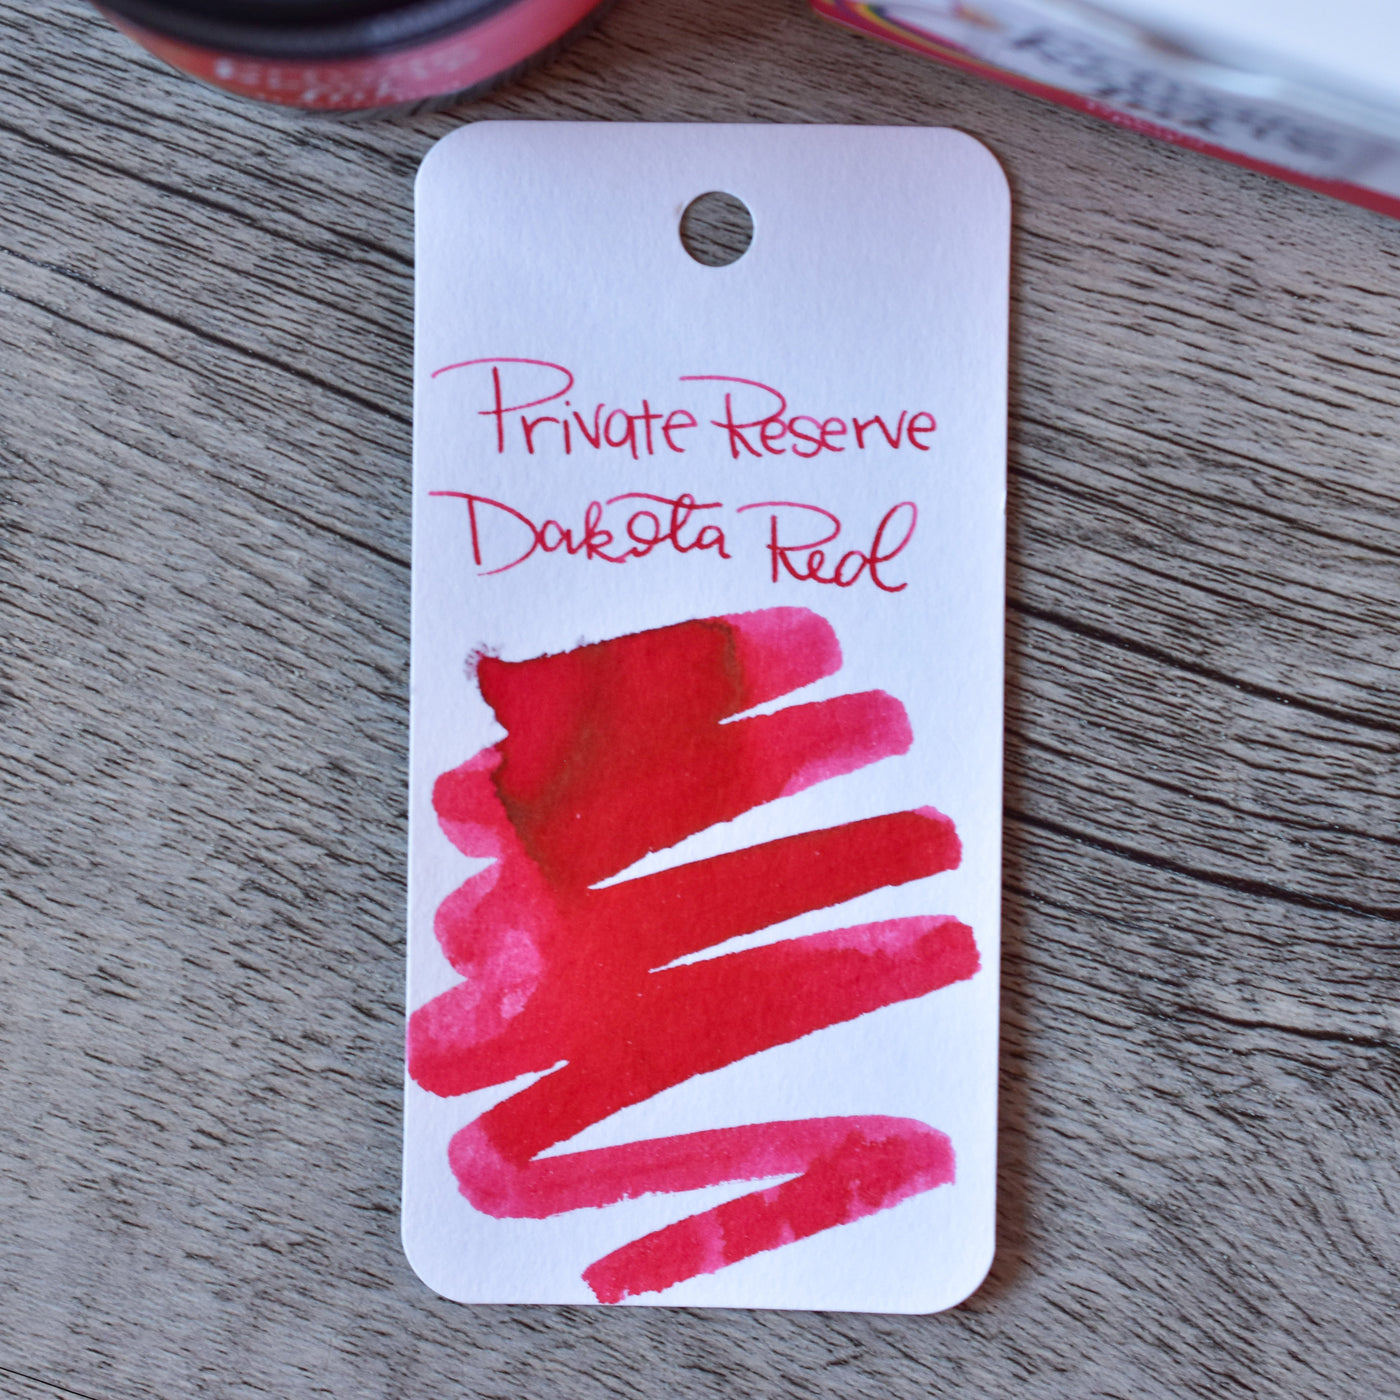 Private Reserve
Dakota Red